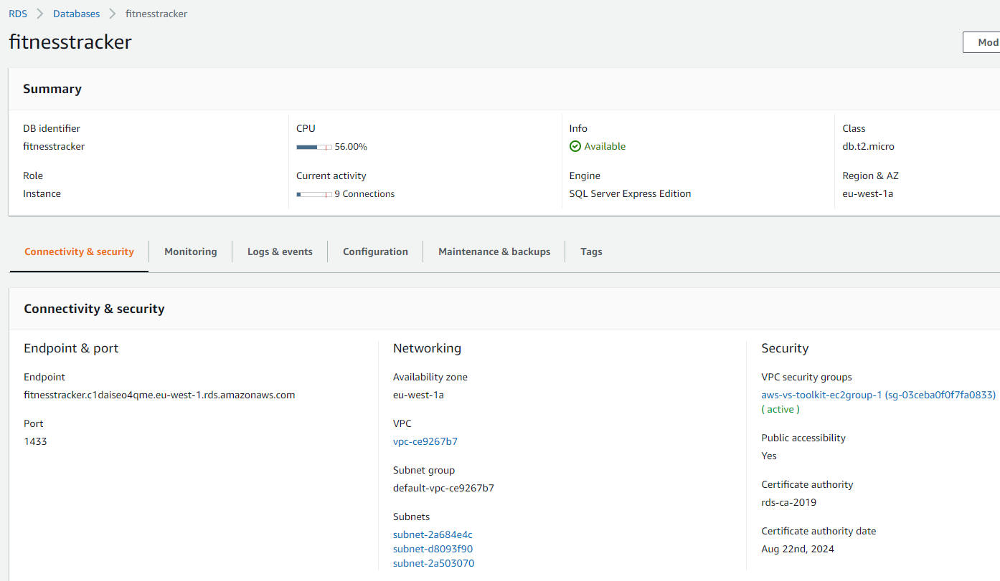 RDS > Databases > fitnesstracker
fitnesstracker
Mod
Summary
DB identifier
fitnesstracker
CPU
56.00%
Info
Available
Class
db.t2.micro
Role
Instance
Current activity
9 Connections
Engine
SQL Server Express Edition
Region & AZ
eu-west-1a
Connectivity & security
Monitoring
Logs & events
Configuration
Maintenance & backups
Tags
Connectivity & security
Endpoint & port
Endpoint
fitnesstracker.c1daiseo4qme.eu-west-1.rds.amazonaws.com
Port
1433
Networking
Availability zone
eu-west-1a
VPC
vpc-ce9267b7
Subnet group
default-vpc-ce9267b7
Subnets
subnet-2a684e4c
subnet-d8093f90
subnet-2a503070
Security
VPC security groups
aws-vs-toolkit-ec2group-1 (sg-03ceba0f0f7fa0833)
( active )
Public accessibility
Yes
Certificate authority
rds-ca-2019
Certificate authority date
Aug 22nd, 2024